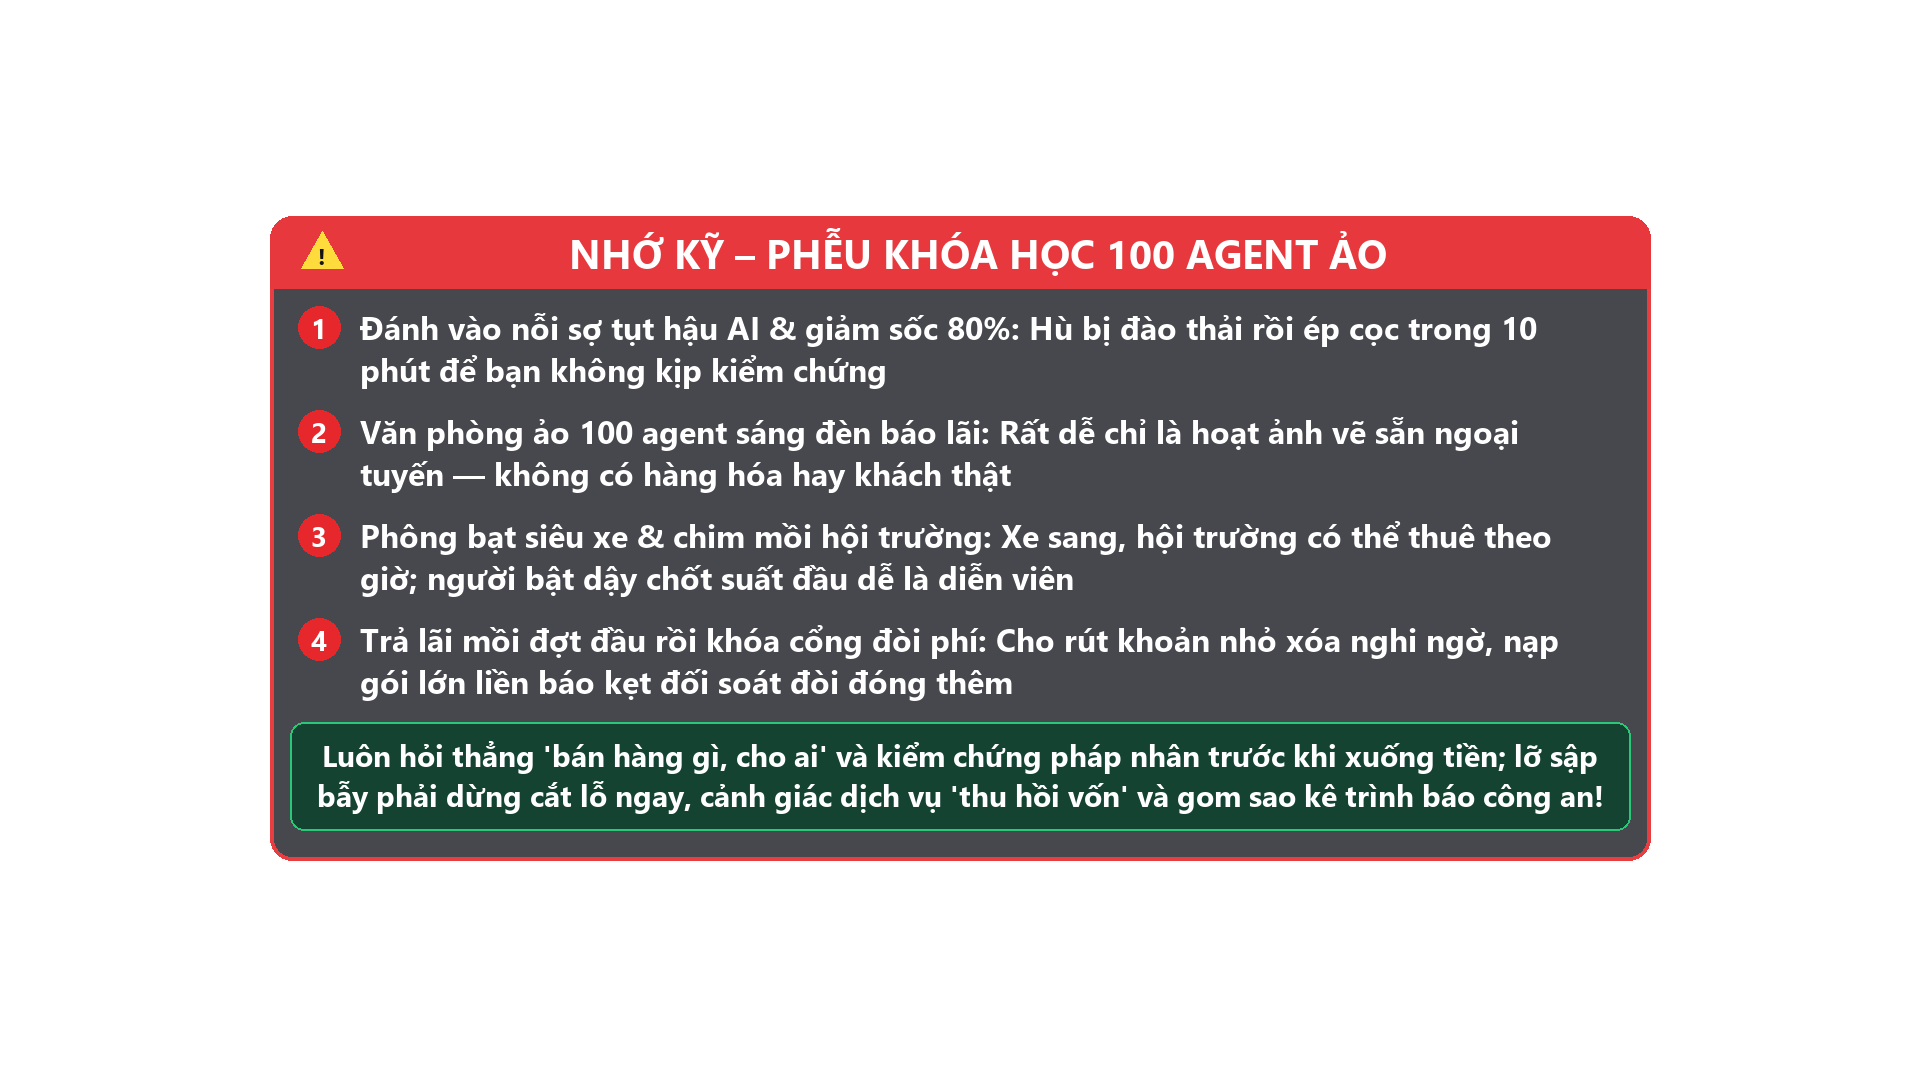 NHỚ KỸ – PHỄU KHÓA HỌC 100 AGENT ẢO
1 Đánh vào nỗi sợ tụt hậu AI & giảm sốc 80%: Hù bị đào thải rồi ép cọc trong 10
phút để bạn không kịp kiểm chứng
2 Văn phòng ảo 100 agent sáng đèn báo lãi: Rất dễ chỉ là hoạt ảnh vẽ sẵn ngoại
tuyến — không có hàng hóa hay khách thật
3 Phông bạt siêu xe & chim mồi hội trường: Xe sang, hội trường có thể thuê theo
giờ; người bật dậy chốt suất đầu dễ là diễn viên
4 Trả lãi mồi đợt đầu rồi khóa cổng đòi phí: Cho rút khoản nhỏ xóa nghi ngờ, nạp
gói lớn liền báo kẹt đối soát đòi đóng thêm
Luôn hỏi thẳng 'bán hàng gì, cho ai' và kiểm chứng pháp nhân trước khi xuống tiền; lỡ sập
bẫy phải dừng cắt lỗ ngay, cảnh giác dịch vụ 'thu hồi vốn' và gom sao kê trình báo công an!